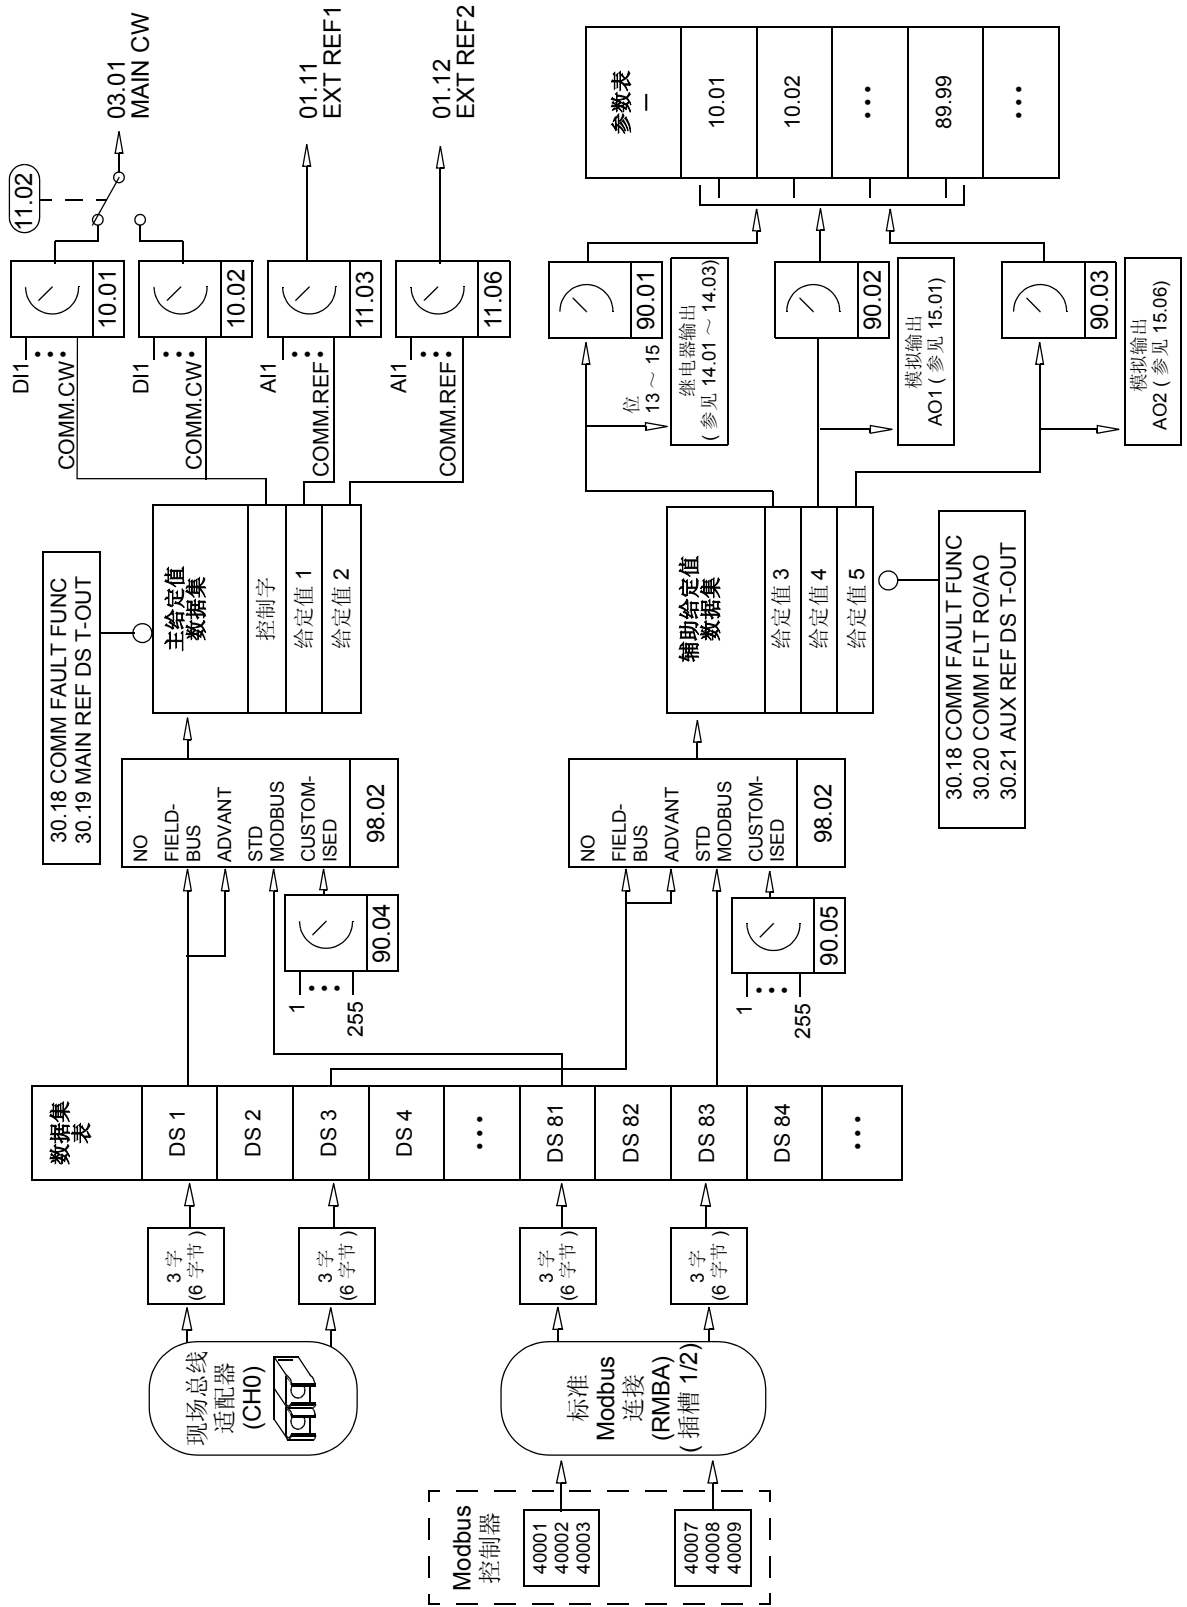 Modbus
控制器
40001
40002
40003
40007
40008
40009
现场总线
适配器
(CH0)
标准
Modbus
连接
(RMBA)
( 插槽 1/2)
3 字
(6 字节 )
3 字
(6 字节 )
3 字
(6 字节 )
3 字
(6 字节 )
数据集
表
DS 1
DS 2
DS 3
DS 4
•••
DS 81
DS 82
DS 83
DS 84
•••
1
•••
255
90.04
1
•••
255
90.05
NO
FIELD-
BUS
ADVANT
STD
MODBUS
CUSTOM-
ISED
98.02
NO
FIELD-
BUS
ADVANT
STD
MODBUS
CUSTOM-
ISED
98.02
30.18 COMM FAULT FUNC
30.19 MAIN REF DS T-OUT
主给定值
数据集
控制字
给定值 1
给定值 2
辅助给定值
数据集
给定值 3
给定值 4
给定值 5
30.18 COMM FAULT FUNC
30.20 COMM FLT RO/AO
30.21 AUX REF DS T-OUT
DI1
•••
COMM.CW
10.01
DI1
•••
COMM.CW
10.02
AI1
•••
COMM.REF
11.03
AI1
•••
COMM.REF
11.06
11.02
03.01
MAIN CW
01.11
EXT REF1
01.12
EXT REF2
位
13 ～ 15
90.01
继电器输出
( 参见 14.01 ～ 14.03)
90.02
模拟输出
AO1 ( 参见 15.01)
90.03
模拟输出
AO2 ( 参见 15.06)
参数表
10.01
10.02
•••
89.99
•••